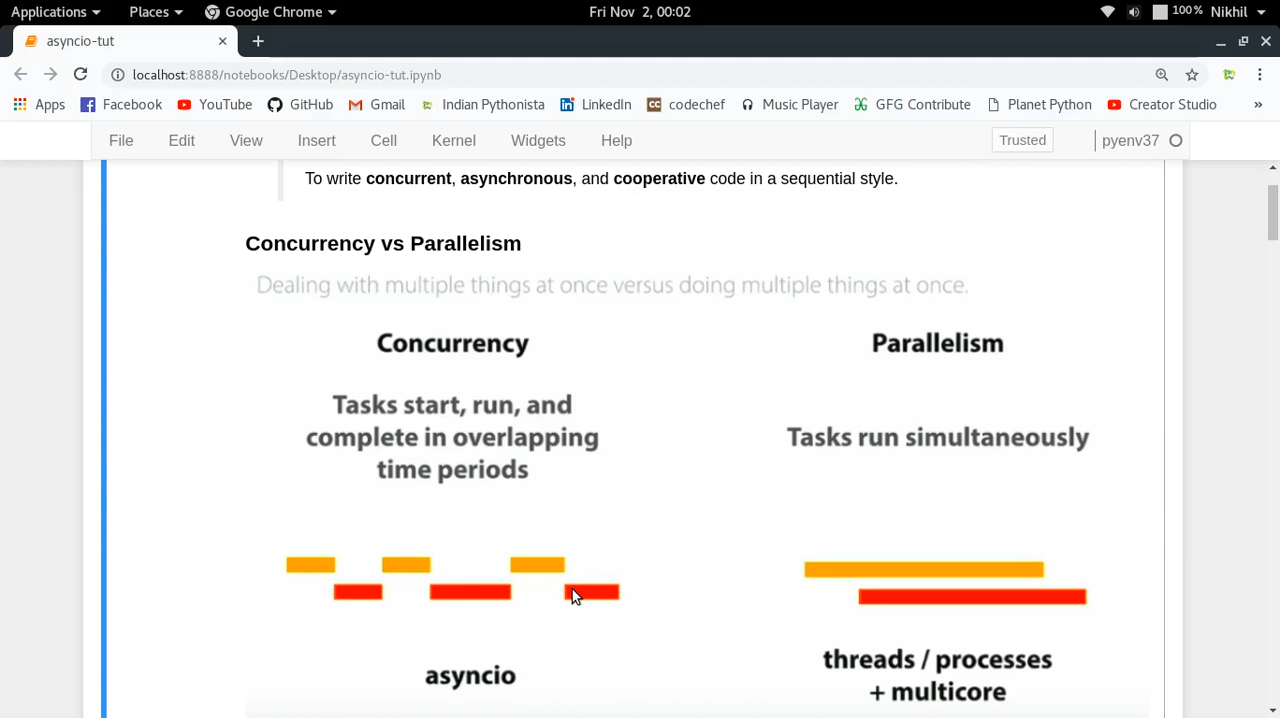 Applications Places Google Chrome Fri Nov 2, 00:02 100% Nikhil
asyncio-tut
localhost:8888/notebooks/Desktop/asyncio-tut.ipynb
Apps Facebook YouTube GitHub Gmail Indian Pythonista LinkedIn CC codechef Music Player GFG Contribute Planet Python Creator Studio »
File Edit View Insert Cell Kernel Widgets Help Trusted pyenv37
To write concurrent, asynchronous, and cooperative code in a sequential style.
Concurrency vs Parallelism
Dealing with multiple things at once versus doing multiple things at once.
Concurrency
Tasks start, run, and
complete in overlapping
time periods
asyncio
Parallelism
Tasks run simultaneously
threads / processes
+ multicore